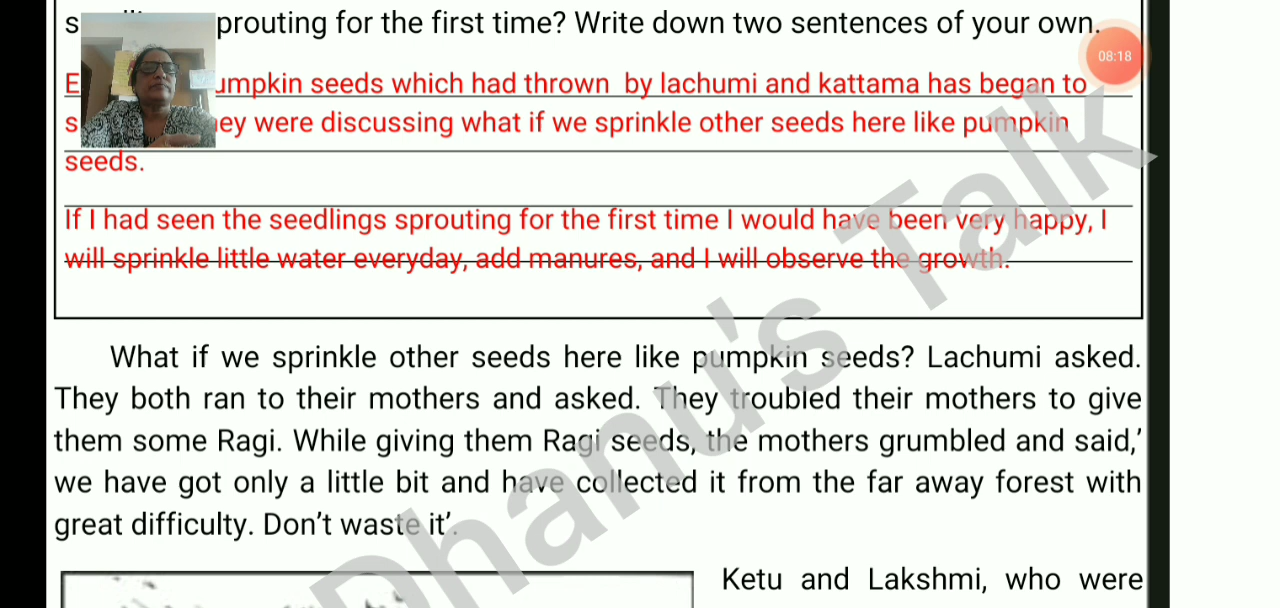 prouting for the first time? Write down two sentences of your own.
08:18
umpkin seeds which had thrown by lachumi and kattama has began to
were discussing what if we sprinkle other seeds here like pumpkin
seeds.
If I had seen the seedlings sprouting for the first time I would have been very happy, I
will sprinkle little water everyday, add manures, and I will observe the growth.
What if we sprinkle other seeds here like pumpkin seeds? Lachumi asked.
They both ran to their mothers and asked. They troubled their mothers to give
them some Ragi. While giving them Ragi seeds, the mothers grumbled and said,’
we have got only a little bit and have collected it from the far away forest with
great difficulty. Don’t waste it’.
Ketu and Lakshmi, who were
Dhanu's Talk